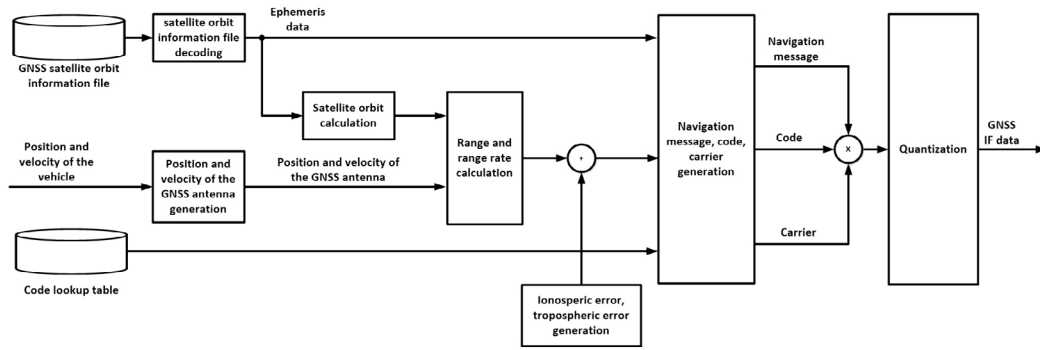 Ephemeris
data
satellite orbit
information file
decoding
GNSS satellite orbit
information file
Navigation
message
Satellite orbit
calculation
Range and
range rate
calculation
Navigation
message, code,
carrier
generation
Code
x
Quantization
GNSS
IF data
Position and
velocity of the
vehicle
Position and
velocity of the
GNSS antenna
generation
Position and velocity of
the GNSS antenna
+
Carrier
Code lookup table
Ionosperic error,
tropospheric error
generation